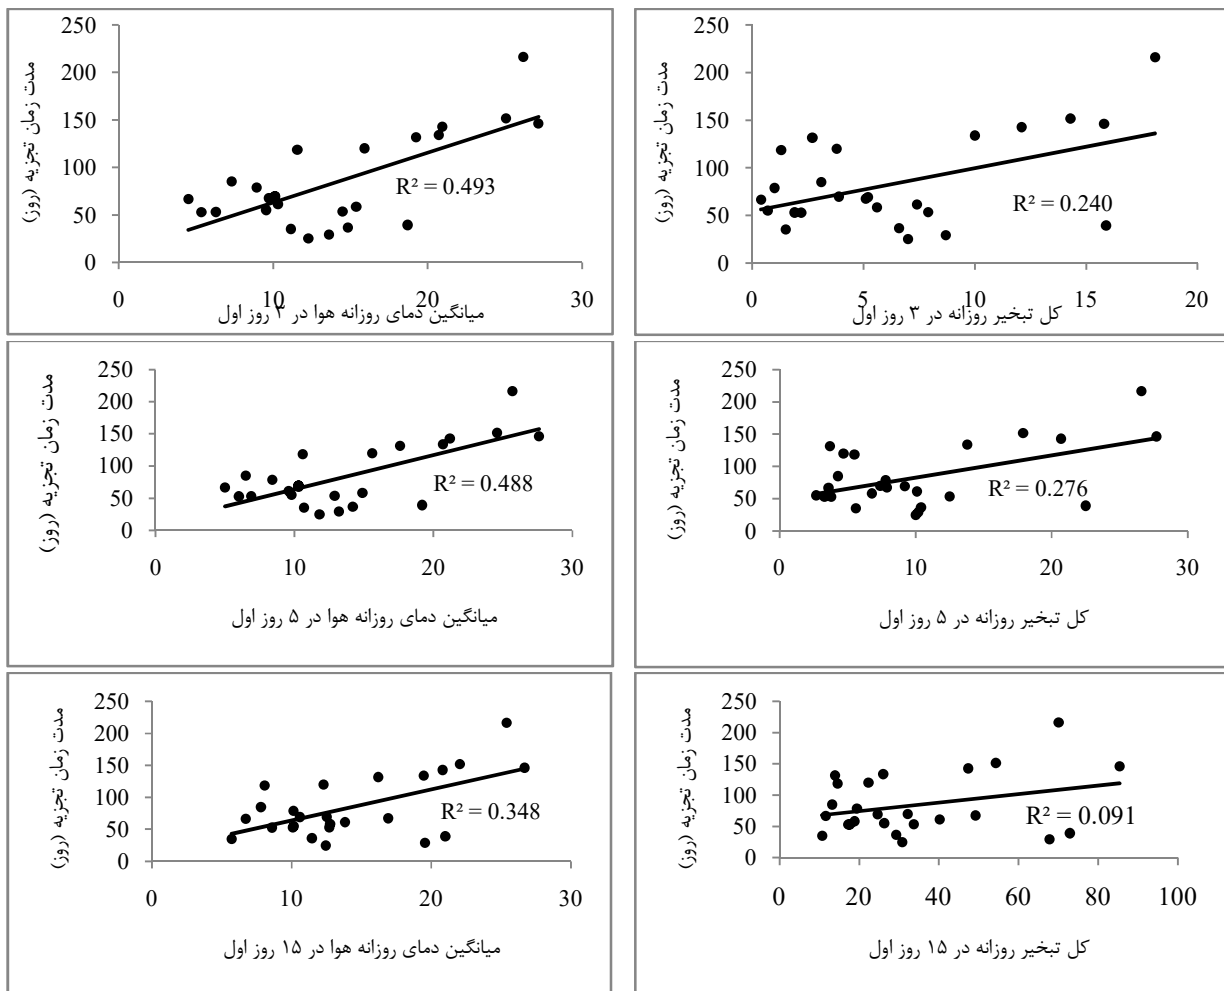 مدت زمان تجزیه (روز)
250
200
150
100
50
0
R² = 0.493
0 10 20 30
میانگین دمای روزانه هوا در ۳ روز اول
مدت زمان تجزیه (روز)
250
200
150
100
50
0
R² = 0.240
0 5 10 15 20
کل تبخیر روزانه در ۳ روز اول
مدت زمان تجزیه (روز)
250
200
150
100
50
0
R² = 0.488
0 10 20 30
میانگین دمای روزانه هوا در ۵ روز اول
مدت زمان تجزیه (روز)
250
200
150
100
50
0
R² = 0.276
0 10 20 30
کل تبخیر روزانه در ۵ روز اول
مدت زمان تجزیه (روز)
250
200
150
100
50
0
R² = 0.348
0 10 20 30
میانگین دمای روزانه هوا در ۱۵ روز اول
مدت زمان تجزیه (روز)
250
200
150
100
50
0
R² = 0.091
0 20 40 60 80 100
کل تبخیر روزانه در ۱۵ روز اول